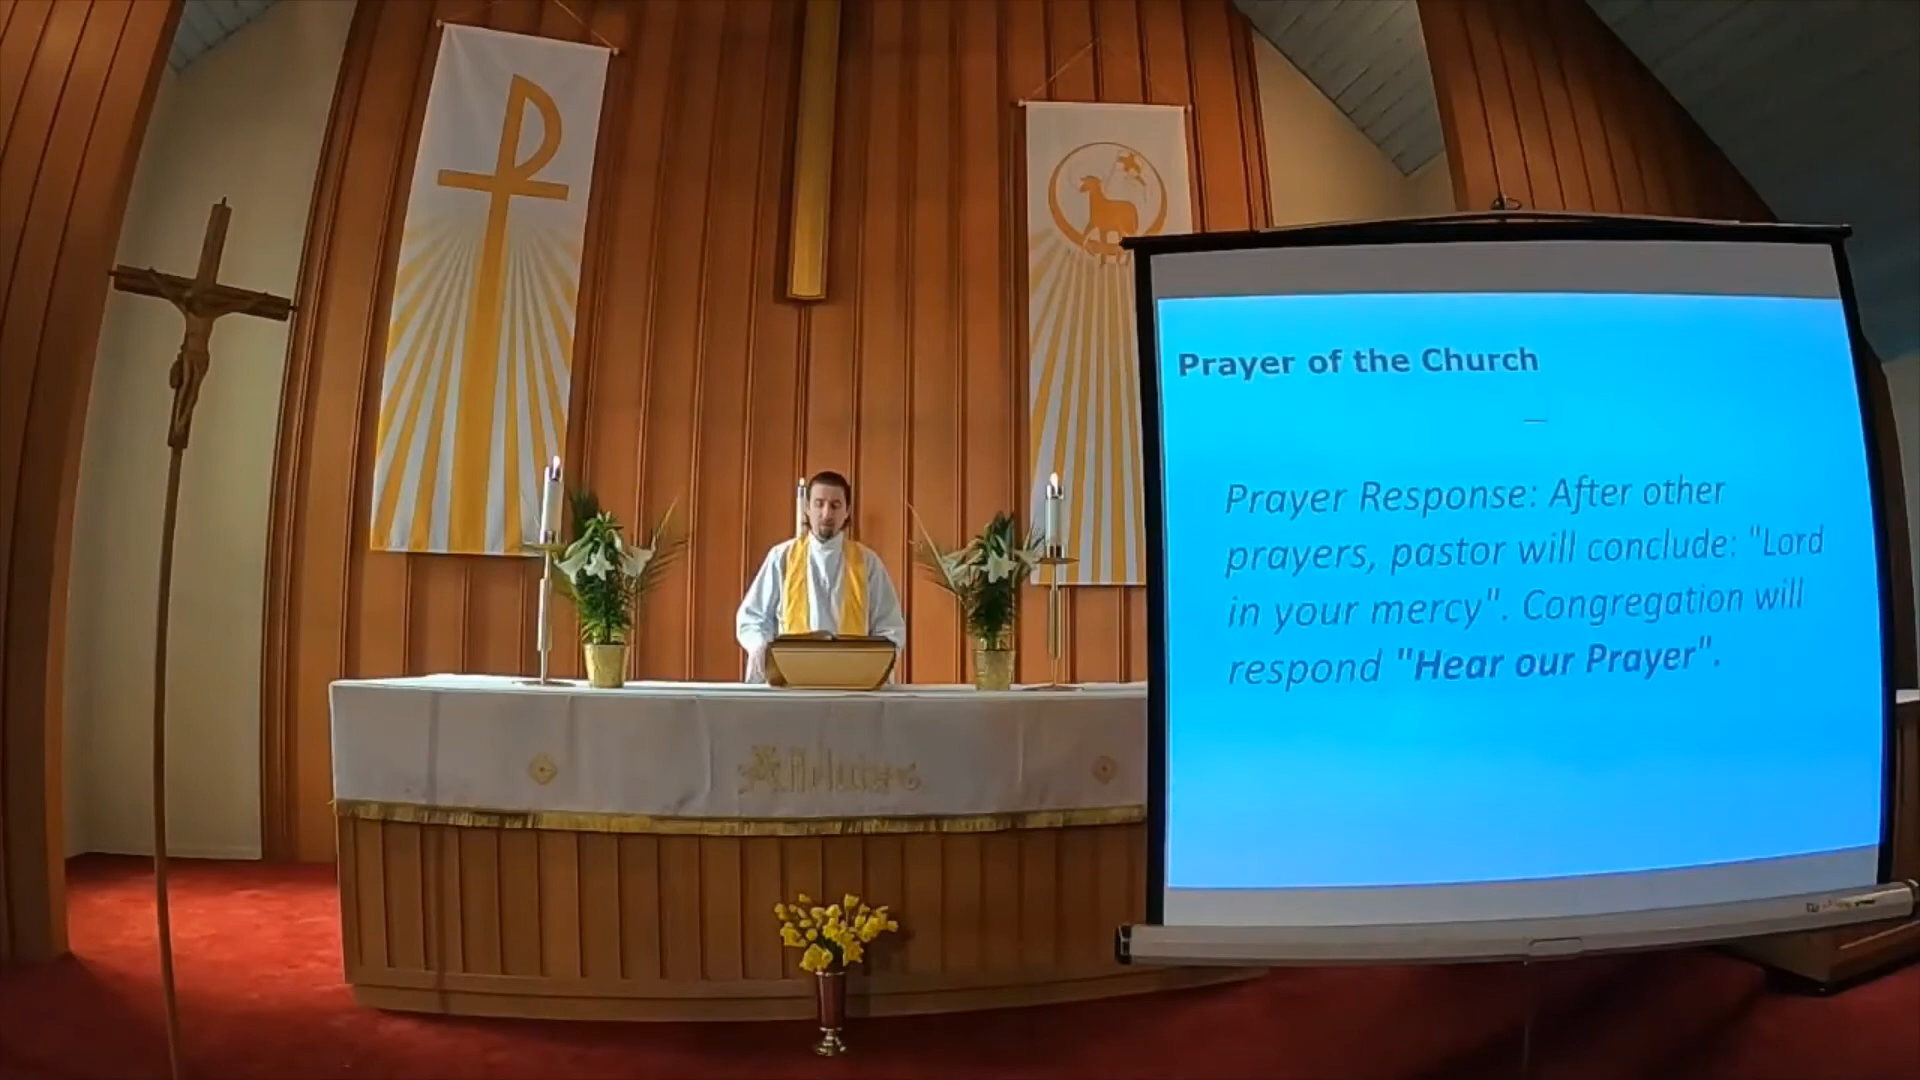 Prayer of the Church
Prayer Response: After other
prayers, pastor will conclude: "Lord
in your mercy". Congregation will
respond "Hear our Prayer".